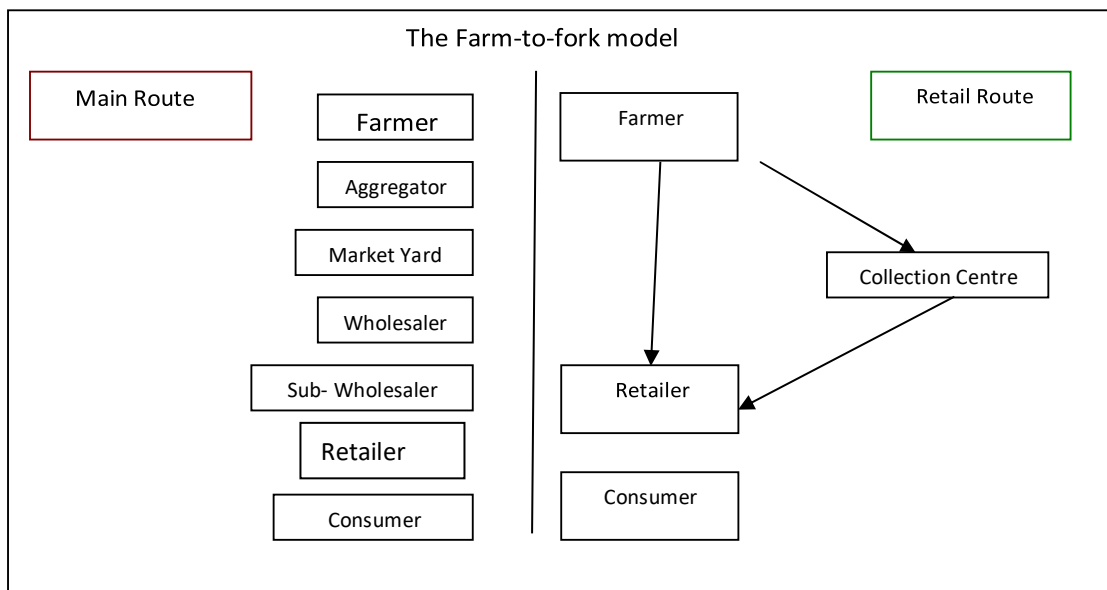 The Farm-to-fork model
Main Route
Farmer
Aggregator
Market Yard
Wholesaler
Sub- Wholesaler
Retailer
Consumer
Farmer
Retail Route
Collection Centre
Retailer
Consumer